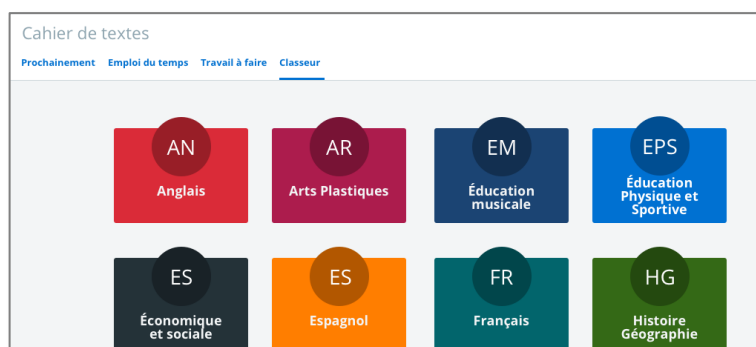 Cahier de textes
Prochainement Emploi du temps Travail à faire Classeur
AN
Anglais
AR
Arts Plastiques
EM
Éducation
musicale
EPS
Éducation
Physique et
Sportive
ES
Économique
et sociale
ES
Espagnol
FR
Français
HG
Histoire
Géographie